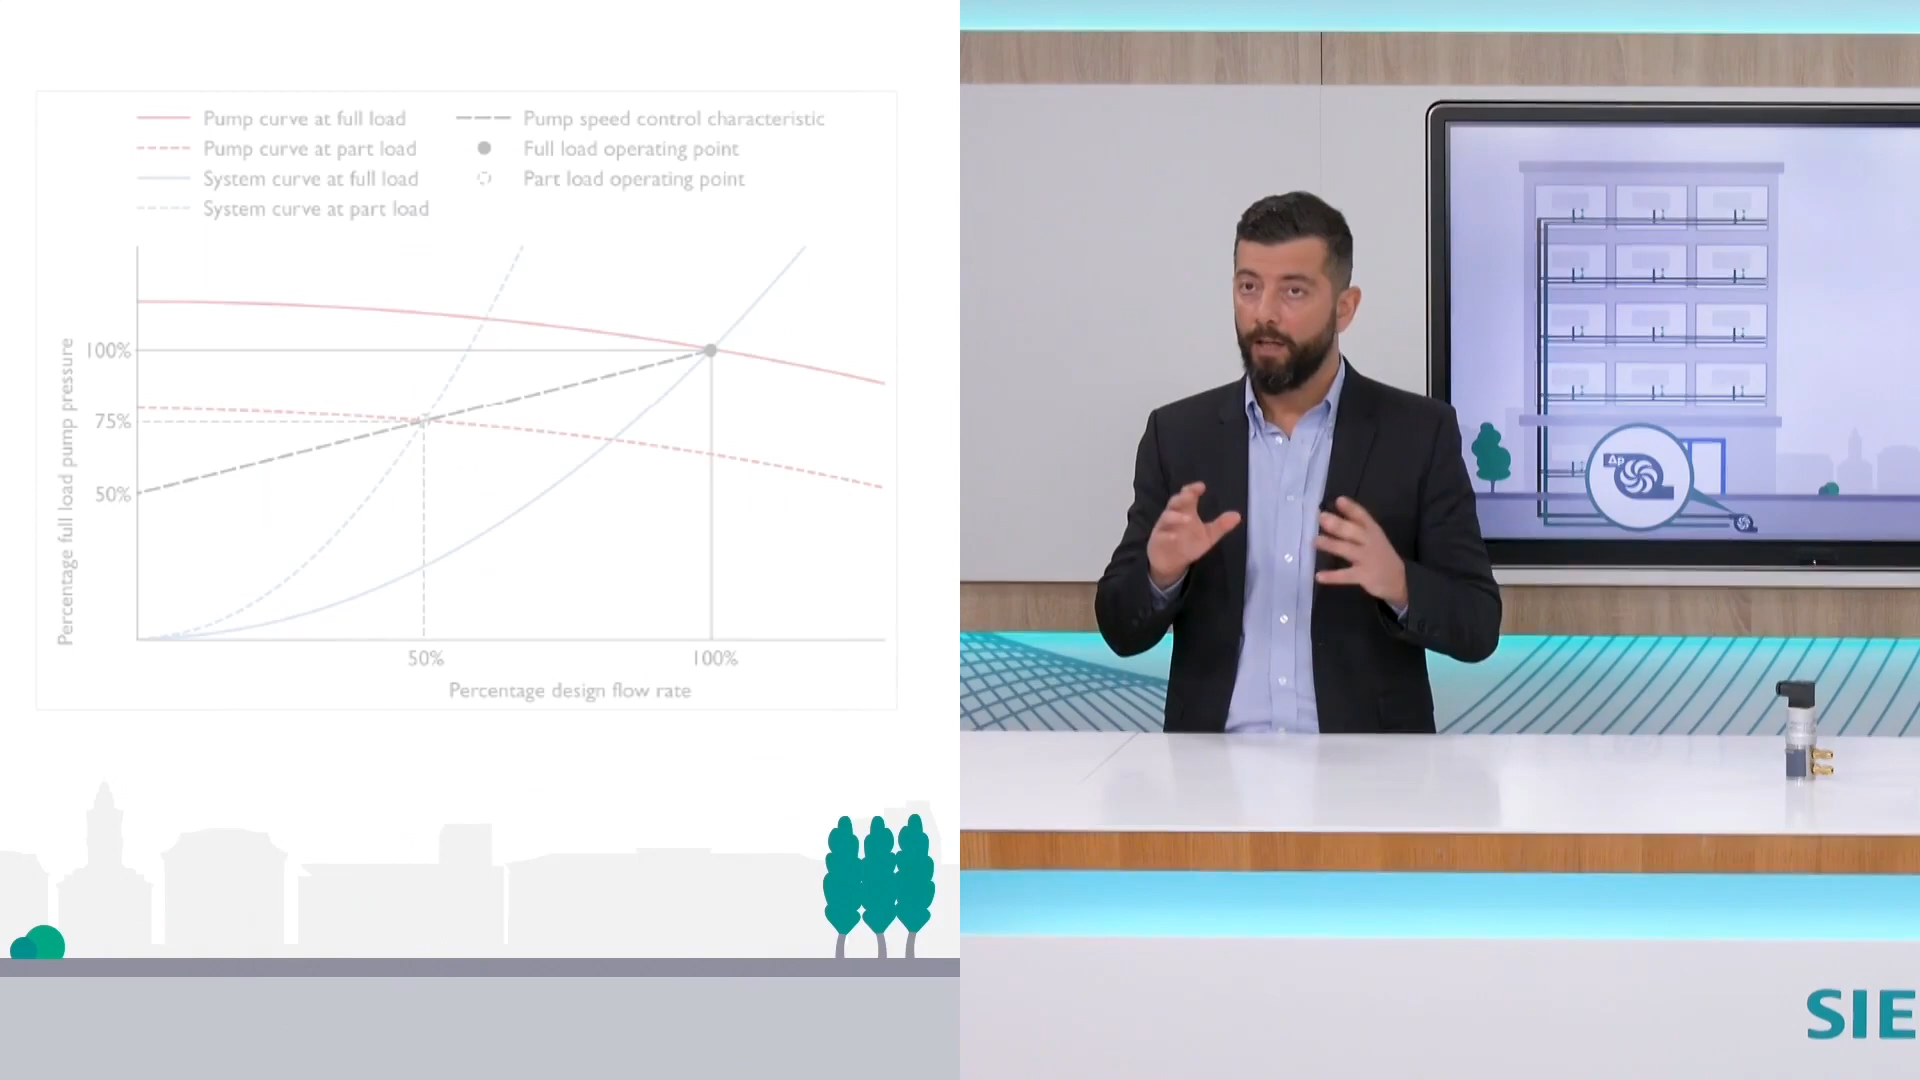 Pump curve at full load
Pump curve at part load
System curve at full load
System curve at part load
Pump speed control characteristic
Full load operating point
Part load operating point
Percentage full load pump pressure
100%
75%
50%
50%
100%
Percentage design flow rate
Δp
SIE